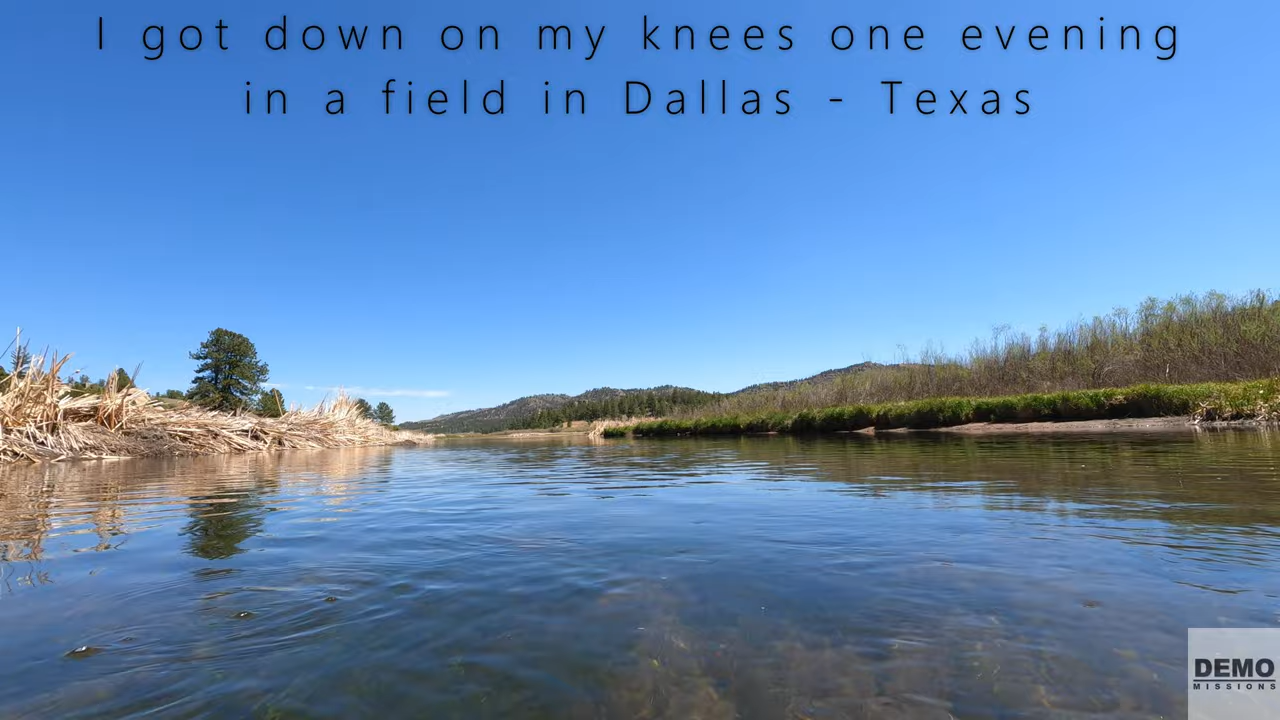 I got down on my knees one evening
in a field in Dallas - Texas
DEMO
MISSIONS